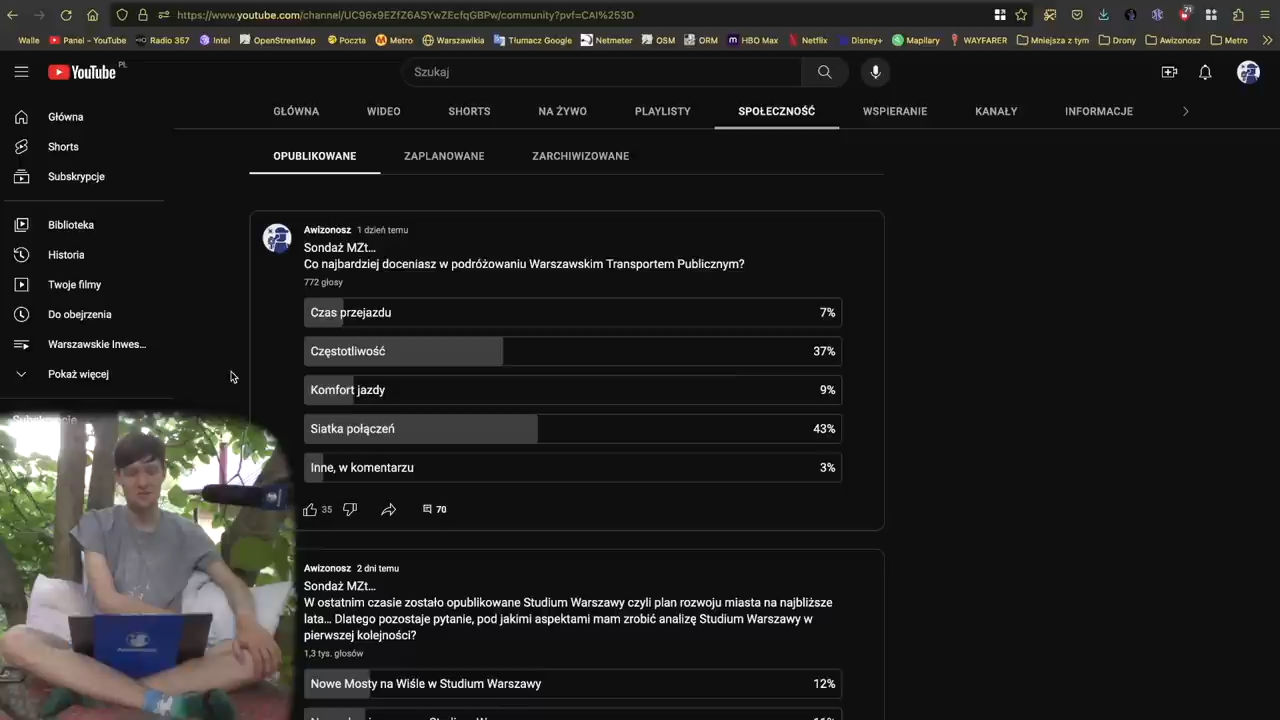 https://www.youtube.com/channel/UC96x9EZfZ6ASYwZEcfqGBPw/community?pvf=CAI%253D
71
Walle Panel - YouTube Radio 357 Intel OpenStreetMap Poczta Metro Warszawikia Tłumacz Google Netmeter OSM ORM HBO Max Netflix Disney+ Mapllary WAYFARER Mniejsza z tym Drony Awizonosz Metro
YouTube PL
Szukaj
GŁÓWNA WIDEO SHORTS NA ŻYWO PLAYLISTY SPOŁECZNOŚĆ WSPIERANIE KANAŁY INFORMACJE
Główna
Shorts
Subskrypcje
Biblioteka
Historia
Twoje filmy
Do obejrzenia
Warszawskie Inwes...
Pokaż więcej
Subskrypcje
OPUBLIKOWANE ZAPLANOWANE ZARCHIWIZOWANE
Awizonosz 1 dzień temu
Sondaż MZt...
Co najbardziej doceniasz w podróżowaniu Warszawskim Transportem Publicznym?
772 głosy
Czas przejazdu 7%
Częstotliwość 37%
Komfort jazdy 9%
Siatka połączeń 43%
Inne, w komentarzu 3%
35 70
Awizonosz 2 dni temu
Sondaż MZt...
W ostatnim czasie zostało opublikowane Studium Warszawy czyli plan rozwoju miasta na najbliższe
lata... Dlatego pozostaje pytanie, pod jakimi aspektami mam zrobić analizę Studium Warszawy w
pierwszej kolejności?
1,3 tys. głosów
Nowe Mosty na Wiśle w Studium Warszawy 12%